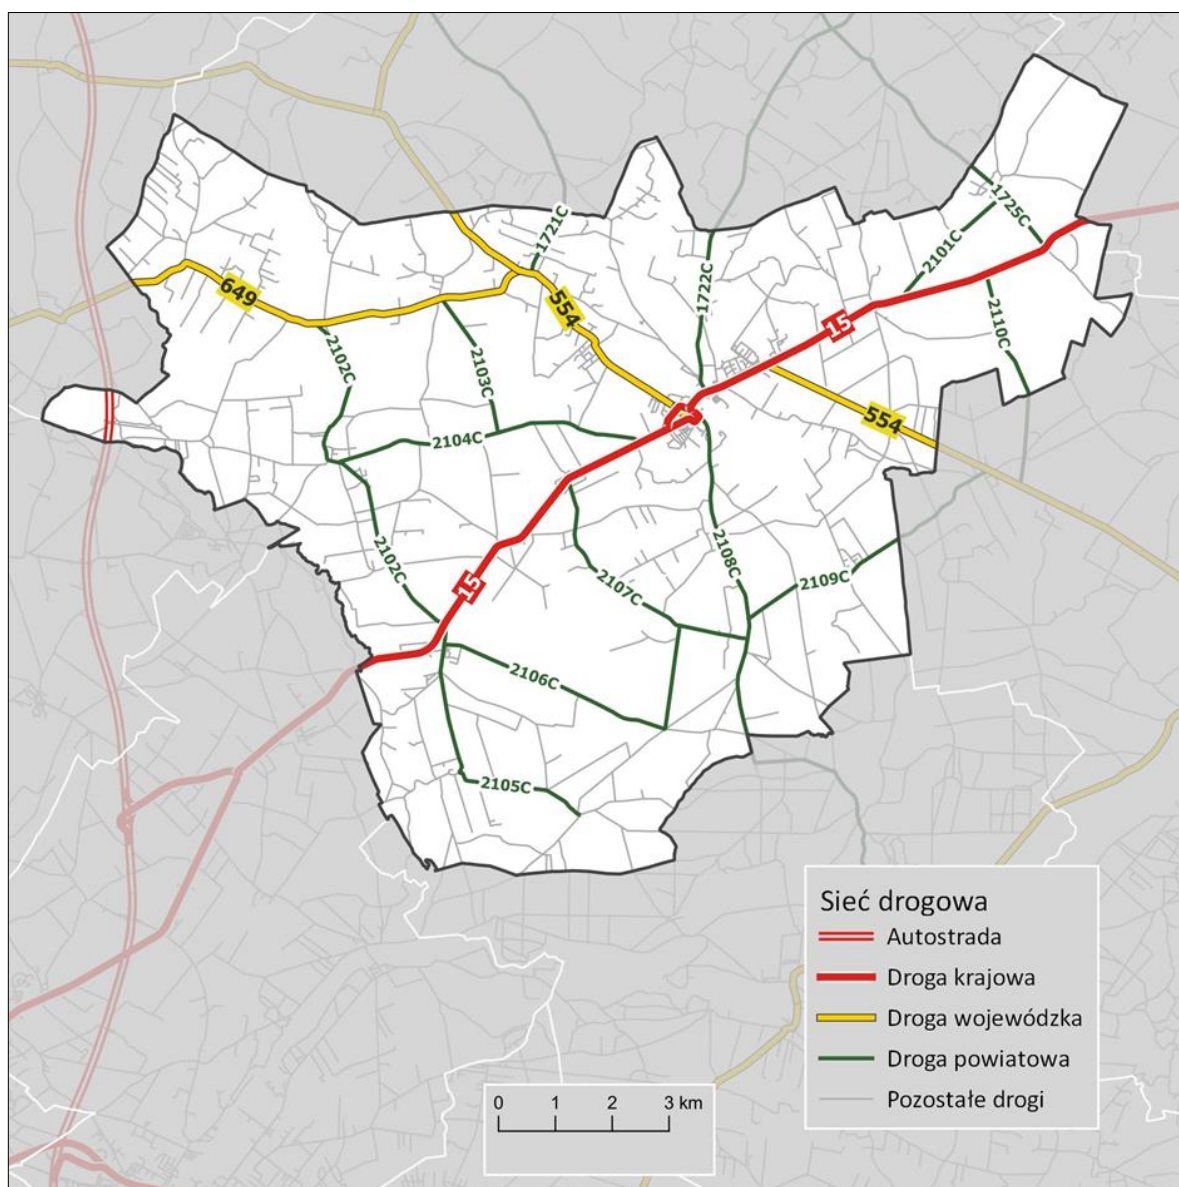 1725C
1721C
2101C
1722C
649
554
15
2110C
2102C
2103C
554
2104C
2108C
2102C
15
2107C
2109C
2106C
2105C
Sieć drogowa
Autostrada
Droga krajowa
Droga wojewódzka
Droga powiatowa
Pozostałe drogi
0 1 2 3 km